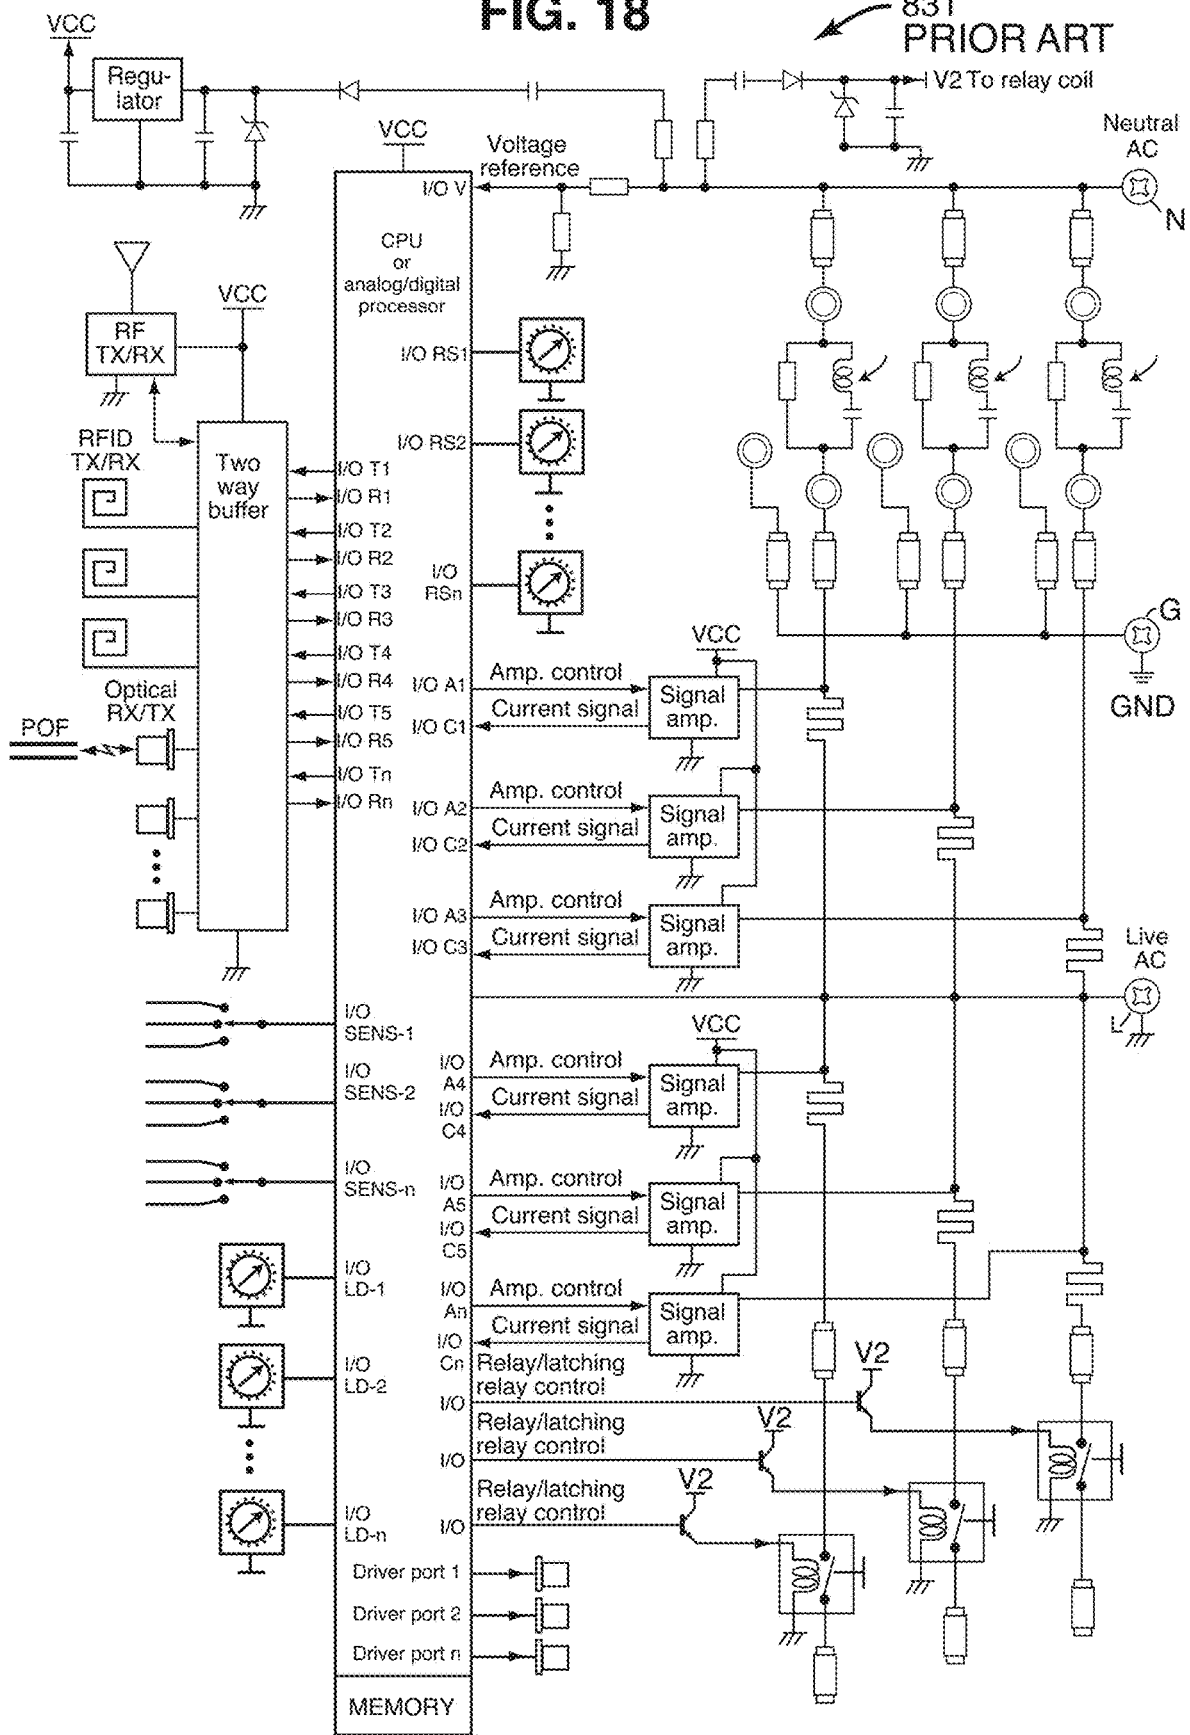 FIG. 18
831
PRIOR ART
VCC
Regu-
lator
V2 To relay coil
VCC
Voltage
reference
Neutral
AC
N
I/O V
CPU
or
analog/digital
processor
VCC
RF
TX/RX
I/O RS1
I/O RS2
I/O
RSn
RFID
TX/RX
Two
way
buffer
I/O T1
I/O R1
I/O T2
I/O R2
I/O T3
I/O R3
I/O T4
I/O R4
I/O T5
I/O R5
I/O Tn
I/O Rn
Optical
RX/TX
POF
G
GND
VCC
I/O A1
Amp. control
I/O C1
Current signal
Signal
amp.
I/O A2
Amp. control
I/O C2
Current signal
Signal
amp.
I/O A3
Amp. control
I/O C3
Current signal
Signal
amp.
Live
AC
L
I/O
SENS-1
I/O
SENS-2
I/O
SENS-n
VCC
I/O
A4
Amp. control
I/O
C4
Current signal
Signal
amp.
I/O
A5
Amp. control
I/O
C5
Current signal
Signal
amp.
I/O
An
Amp. control
I/O
Cn
Current signal
Signal
amp.
I/O
LD-1
I/O
LD-2
I/O
LD-n
Relay/latching
relay control
I/O
V2
Relay/latching
relay control
I/O
V2
Relay/latching
relay control
I/O
V2
Driver port 1
Driver port 2
Driver port n
MEMORY